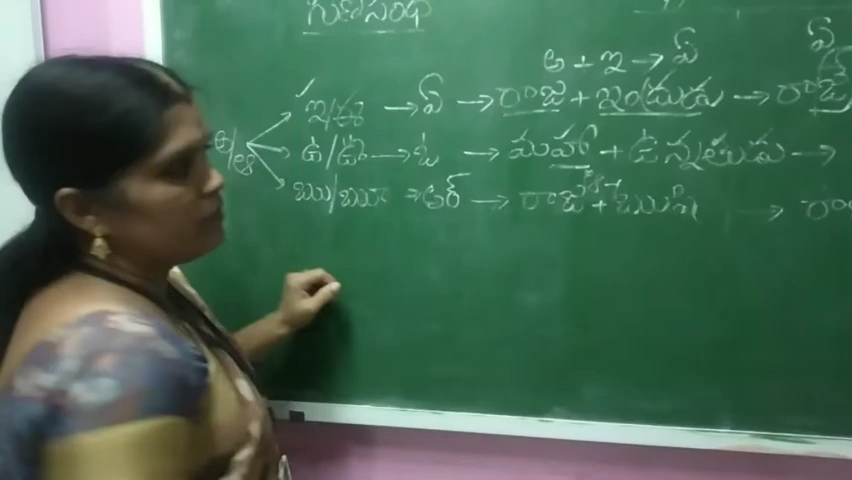 గుణసంధి
అ + ఇ → ఏ ఏ
ఇ/ఈ → ఏ → రాజ + ఇంద్రుడు → రాజే
అ/ఆ ఉ/ఊ → ఓ → మహా + ఉన్నతుడు →
ఋ/ౠ → అర్ → రాజ + ఋషి → రా